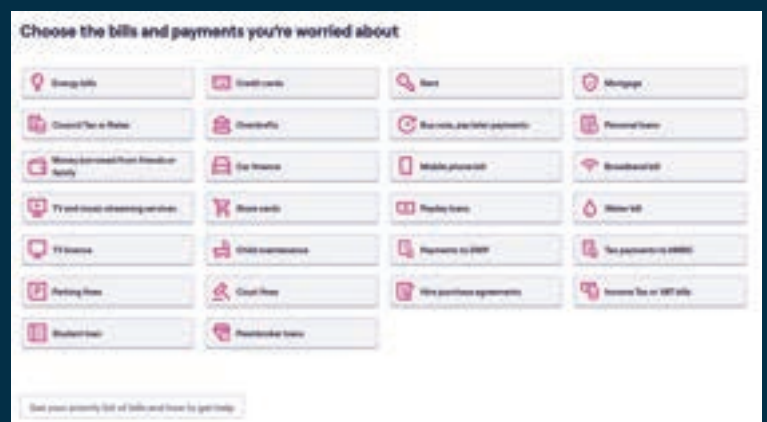 Choose the bills and payments you're worried about
Energy bills
Credit cards
Rent
Mortgage
Council Tax or Rates
Overdrafts
Buy now, pay later payments
Personal loans
Money borrowed from friends or
family
Car finance
Mobile phone bill
Broadband bill
TV and music streaming services
Store cards
Payday loans
Water bill
TV licence
Child maintenance
Payments to DWP
Tax payments to HMRC
Parking fines
Court fines
Hire purchase agreements
Income Tax or VAT bills
Student loan
Pawnbroker loans
See your priority list of bills and how to get help